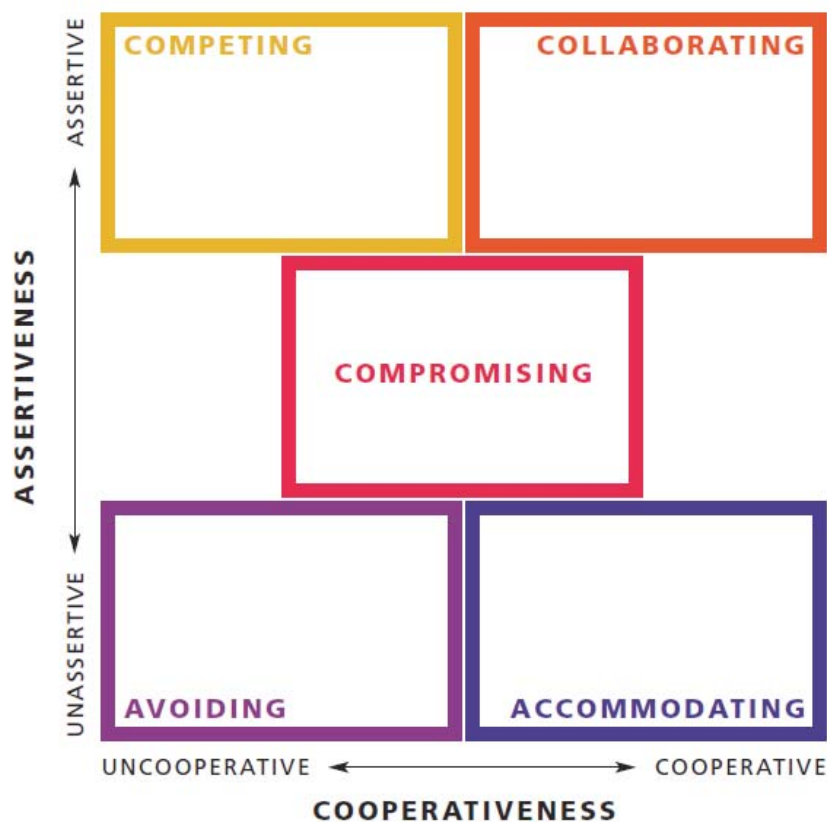 ASSERTIVE
COMPETING
COLLABORATING
ASSERTIVENESS
COMPROMISING
UNASSERTIVE
AVOIDING
ACCOMMODATING
UNCOOPERATIVE
COOPERATIVE
COOPERATIVENESS